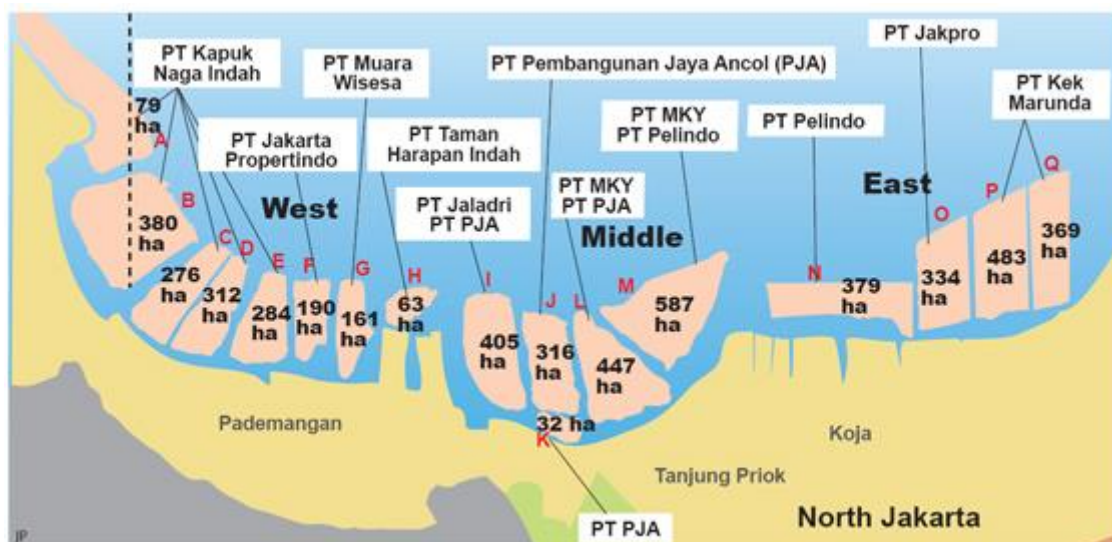 PT Kapuk
Naga Indah
PT Muara
Wisesa
PT Pembangunan Jaya Ancol (PJA)
PT Jakpro
PT Kek
Marunda
PT MKY
PT Pelindo
PT Pelindo
PT Jakarta
Propertindo
PT Taman
Harapan Indah
PT Jaladri
PT PJA
PT MKY
PT PJA
West
Middle
East
79
ha
A
380
ha
B
276
ha
C
312
ha
D
284
ha
E
190
ha
F
161
ha
G
63
ha
H
405
ha
I
316
ha
J
32 ha
K
447
ha
L
587
ha
M
379
ha
N
334
ha
O
483
ha
P
369
ha
Q
Pademangan
Koja
Tanjung Priok
North Jakarta
PT PJA
JP